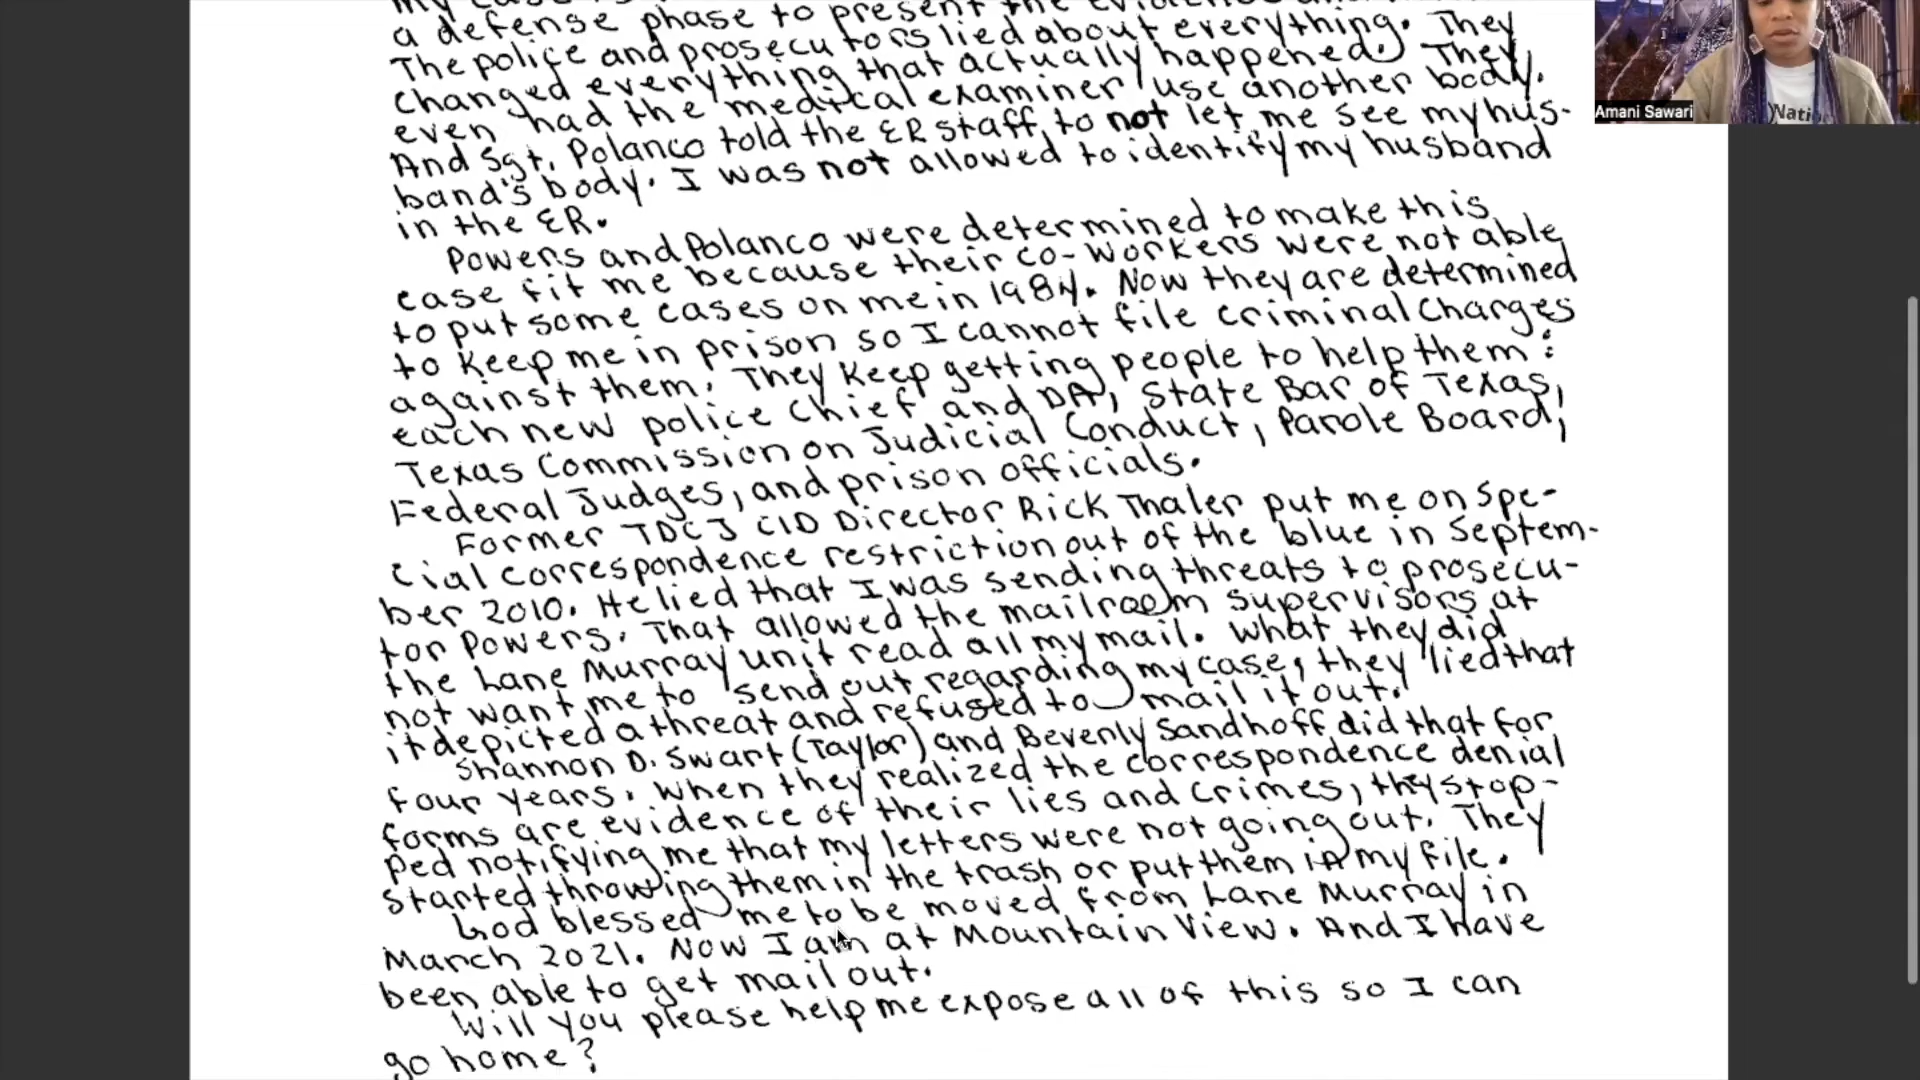 a defense phase to present the evidence
The police and prosecutors lied about everything. They
changed everything that actually happened. They
even had the medical examiner use another body.
And Sgt. Polanco told the ER staff to not let me see my hus-
band's body. I was not allowed to identify my husband
in the ER.
Powers and Polanco were determined to make this
case fit me because their co-workers were not able
to put some cases on me in 1984. Now they are determined
to keep me in prison so I cannot file criminal charges
against them. They keep getting people to help them:
each new police chief and DA, State Bar of Texas,
Texas Commission on Judicial Conduct, Parole Board,
Federal Judges, and prison officials.
Former TDCJ CID Director Rick Thaler put me on Spe-
cial correspondence restriction out of the blue in Septem-
ber 2010. He lied that I was sending threats to prosecu-
tor Powers. That allowed the mailroom supervisors at
the Lane Murray unit read all my mail. What they did
not want me to send out regarding my case, they lied that
it depicted a threat and refused to mail it out.
Shannon D. Swart (Taylor) and Bevenly Sandhoff did that for
four years. When they realized the correspondence denial
forms are evidence of their lies and crimes, they stop-
ped notifying me that my letters were not going out. They
started throwing them in the trash or put them in my file.
God blessed me to be moved from Lane Murray in
March 2021. Now I am at Mountain View. And I have
been able to get mail out.
Will you please help me expose all of this so I can
go home?
Amani Sawari